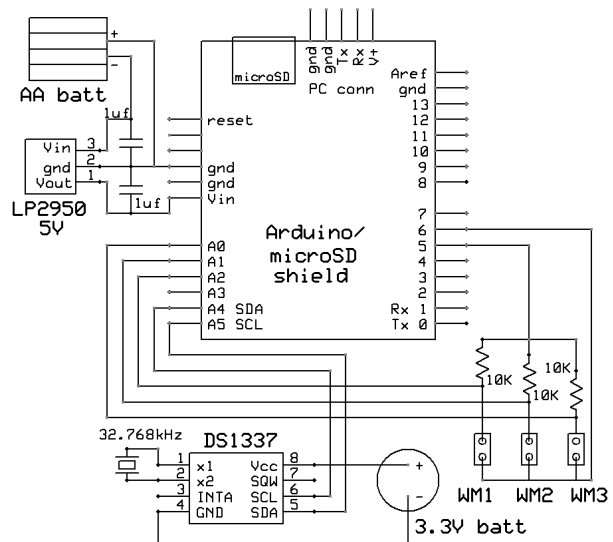 +
-
AA batt
microSD
gnd
gnd
Tx
Rx
V+
PC conn
Aref
gnd
13
12
11
10
9
8
7
6
5
4
3
2
Rx 1
Tx 0
reset
gnd
gnd
Vin
A0
A1
A2
A3
A4 SDA
A5 SCL
Arduino/
microSD
shield
1uf
1uf
Vin 3
gnd 2
Vout 1
LP2950
5V
10K
10K
10K
WM1 WM2 WM3
32.768kHz
DS1337
1 x1 Vcc 8
2 x2 SQW 7
3 INTA SCL 6
4 GND SDA 5
+
-
3.3V batt